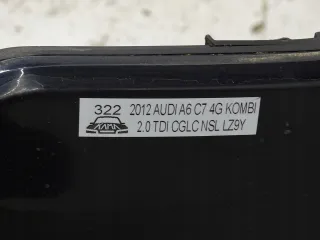 322
2012 AUDI A6 C7 4G KOMBI
2.0 TDI CGLC NSL LZ9Y